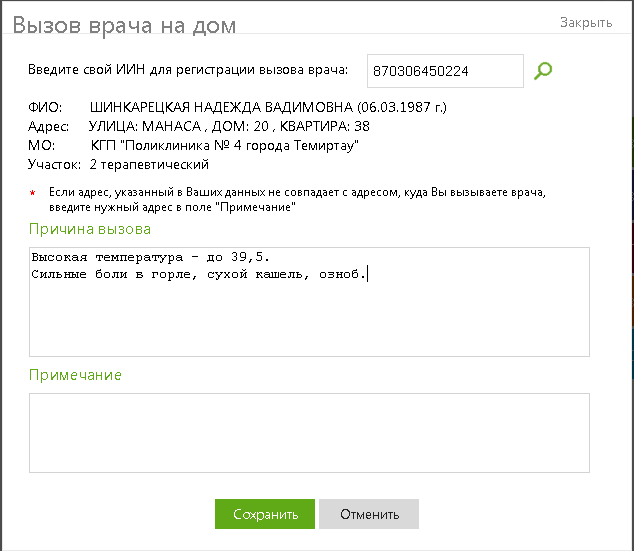 Вызов врача на дом
Закрыть
Введите свой ИИН для регистрации вызова врача: 870306450224
ФИО: ШИНКАРЕЦКАЯ НАДЕЖДА ВАДИМОВНА (06.03.1987 г.)
Адрес: УЛИЦА: МАНАСА , ДОМ: 20 , КВАРТИРА: 38
МО: КГП "Поликлиника № 4 города Темиртау"
Участок: 2 терапевтический
* Если адрес, указанный в Ваших данных не совпадает с адресом, куда Вы вызываете врача,
введите нужный адрес в поле "Примечание"
Причина вызова
Высокая температура - до 39,5.
Сильные боли в горле, сухой кашель, озноб.
Примечание
Сохранить Отменить